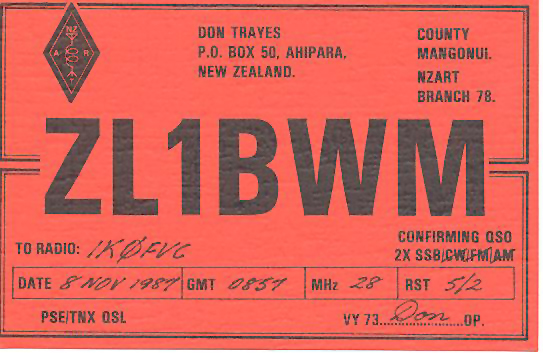 NZ
A R
DON TRAYES
P.O. BOX 50, AHIPARA,
NEW ZEALAND.
COUNTY
MANGONUI.
NZART
BRANCH 78.
ZL1BWM
CONFIRMING QSO
TO RADIO: IKØFVC
2X SSB/CW/FM/AM
DATE 8 NOV 1987 GMT 0857 MHz 28 RST 5/2
PSE/TNX QSL
VY 73 Don OP.